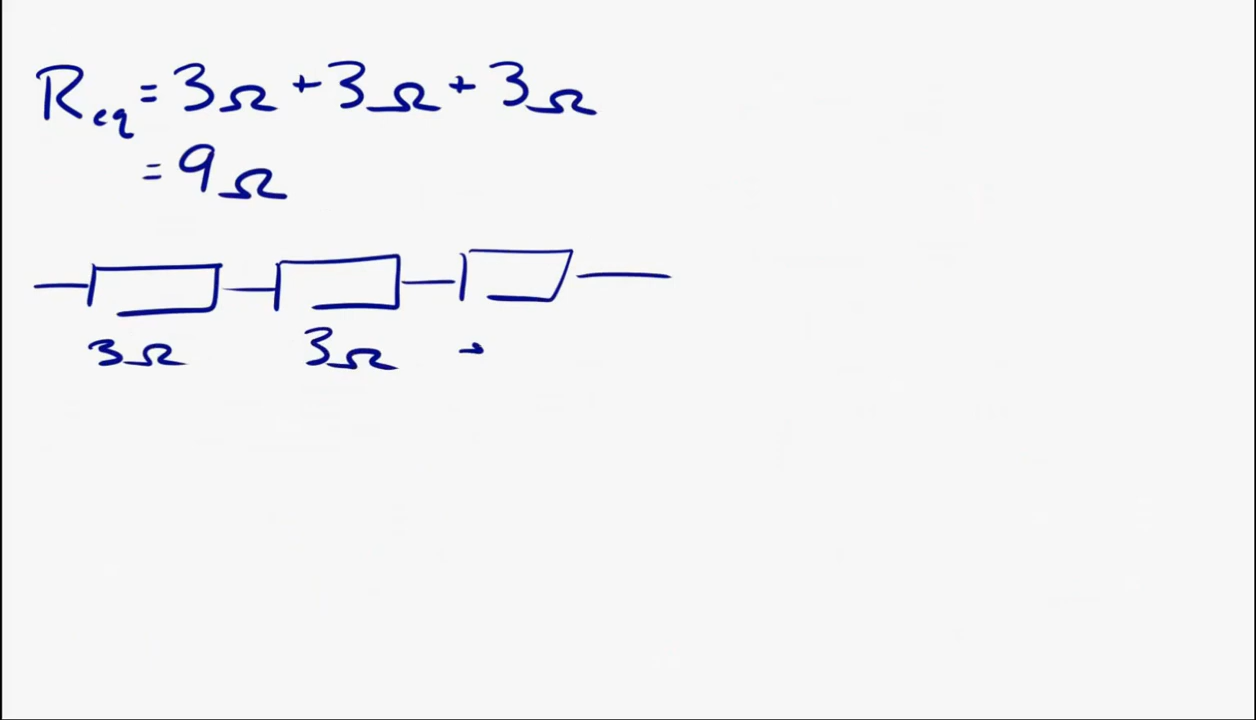 Req = 3Ω + 3Ω + 3Ω
= 9Ω
3Ω 3Ω